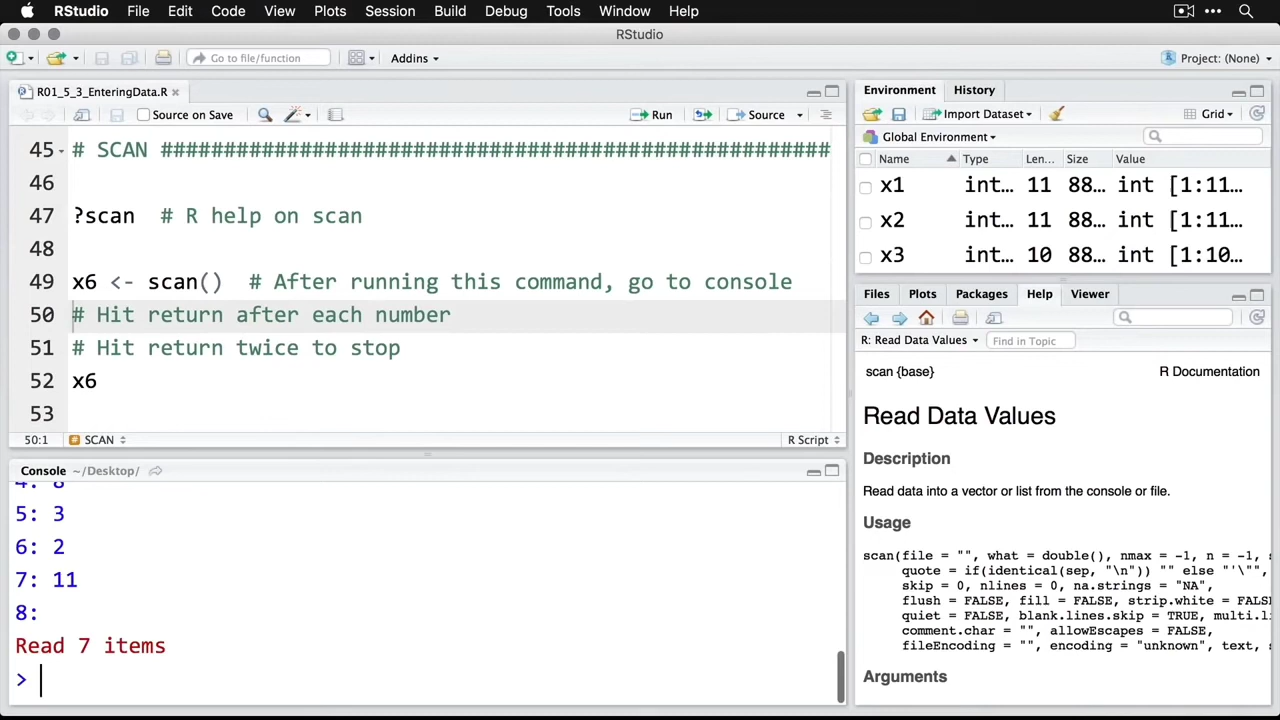 RStudio File Edit Code View Plots Session Build Debug Tools Window Help
RStudio
Go to file/function Addins Project: (None)
R01_5_3_EnteringData.R
Source on Save Run Source
45 # SCAN #####################################################
46
47 ?scan # R help on scan
48
49 x6 <- scan() # After running this command, go to console
50 # Hit return after each number
51 # Hit return twice to stop
52 x6
53
50:1 SCAN R Script
Console ~/Desktop/
4: 8
5: 3
6: 2
7: 11
8:
Read 7 items
>
Environment History
Import Dataset Grid
Global Environment
Name Type Len... Size Value
x1 int... 11 88... int [1:11...
x2 int... 11 88... int [1:11...
x3 int... 10 88... int [1:10...
Files Plots Packages Help Viewer
R: Read Data Values Find in Topic
scan {base} R Documentation
Read Data Values
Description
Read data into a vector or list from the console or file.
Usage
scan(file = "", what = double(), nmax = -1, n = -1, s
quote = if(identical(sep, "\n")) "" else "'\"",
skip = 0, nlines = 0, na.strings = "NA",
flush = FALSE, fill = FALSE, strip.white = FALS
quiet = FALSE, blank.lines.skip = TRUE, multi.l
comment.char = "", allowEscapes = FALSE,
fileEncoding = "", encoding = "unknown", text, s
Arguments